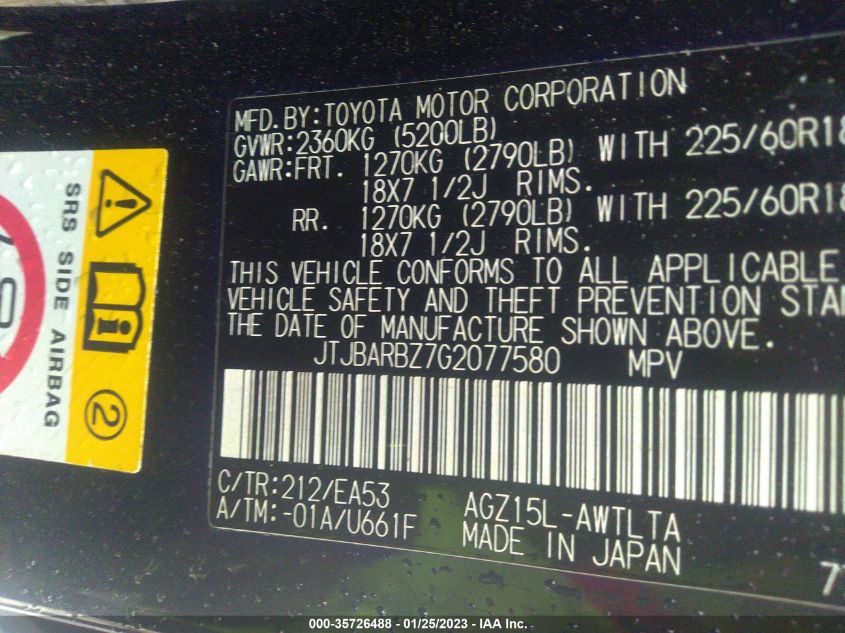 MFD.BY:TOYOTA MOTOR CORPORATION
GVWR:2360KG (5200LB)
GAWR:FRT. 1270KG (2790LB) WITH 225/60R18
18X7 1/2J RIMS.
RR. 1270KG (2790LB) WITH 225/60R18
18X7 1/2J RIMS.
THIS VEHICLE CONFORMS TO ALL APPLICABLE
VEHICLE SAFETY AND THEFT PREVENTION
THE DATE OF MANUFACTURE SHOWN ABOVE.
JTJBARBZ7G2077580 MPV
C/TR:212/EA53 AGZ15L-AWTLTA
A/TM:-01A/U661F MADE IN JAPAN
SRS SIDE AIRBAG
2
000-35726488 — 01/25/2023 — IAA Inc.